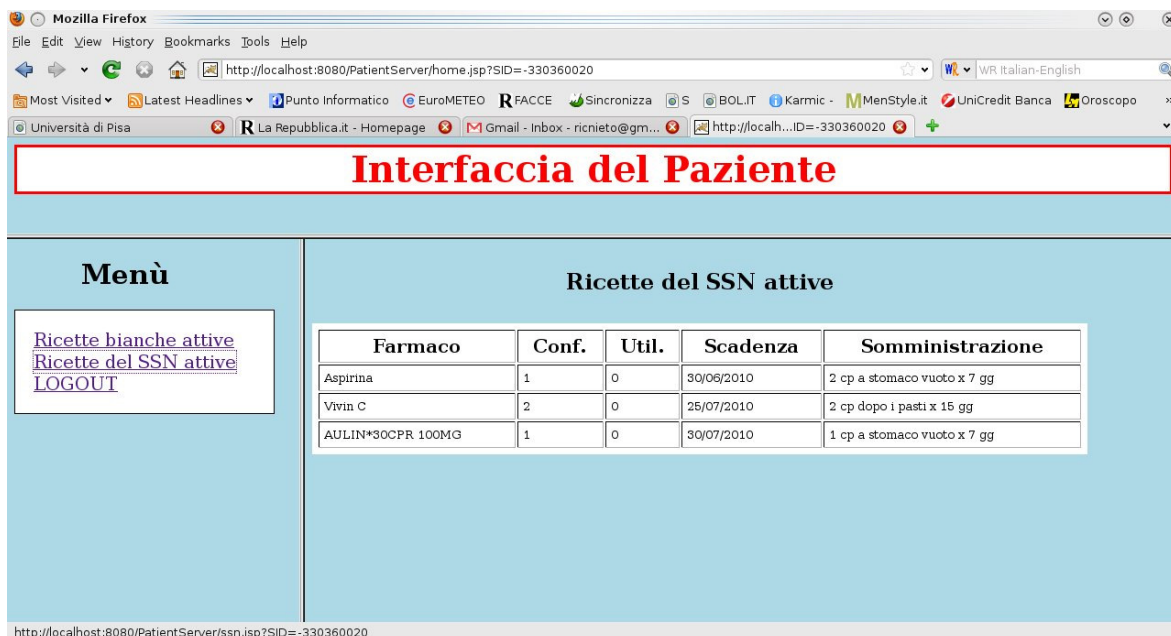 Mozilla Firefox
File Edit View History Bookmarks Tools Help
http://localhost:8080/PatientServer/home.jsp?SID=-330360020 WR Italian-English
Most Visited Latest Headlines Punto Informatico EuroMETEO FACCE Sincronizza S BOL.IT Karmic - MenStyle.it UniCredit Banca Oroscopo »
Università di Pisa La Repubblica.it - Homepage Gmail - Inbox - ricnieto@gm... http://localh...ID=-330360020
Interfaccia del Paziente
Menù
Ricette bianche attive
Ricette del SSN attive
LOGOUT
Ricette del SSN attive
Farmaco Conf. Util. Scadenza Somministrazione
Aspirina 1 0 30/06/2010 2 cp a stomaco vuoto x 7 gg
Vivin C 2 0 25/07/2010 2 cp dopo i pasti x 15 gg
AULIN*30CPR 100MG 1 0 30/07/2010 1 cp a stomaco vuoto x 7 gg
http://localhost:8080/PatientServer/ssn.jsp?SID=-330360020